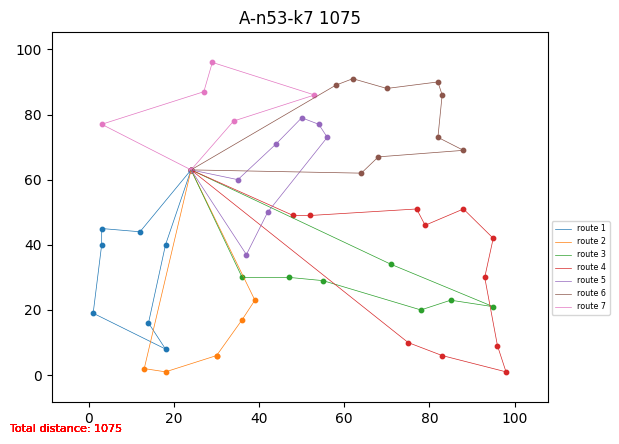 A-n53-k7 1075
100
80
60
40
20
0
0 20 40 60 80 100
route 1
route 2
route 3
route 4
route 5
route 6
route 7
Total distance: 1075